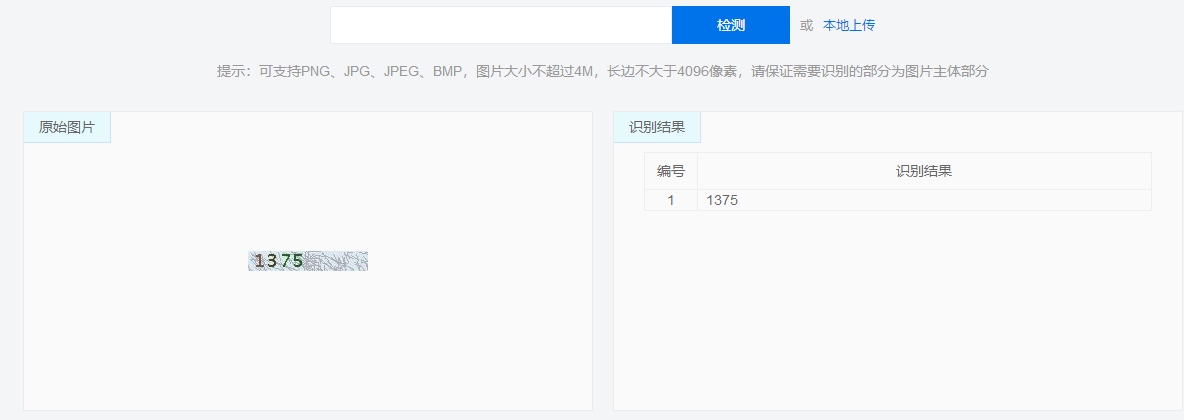 检测 或 本地上传
提示：可支持PNG、JPG、JPEG、BMP，图片大小不超过4M，长边不大于4096像素，请保证需要识别的部分为图片主体部分
原始图片
1375
识别结果
编号 识别结果
1 1375